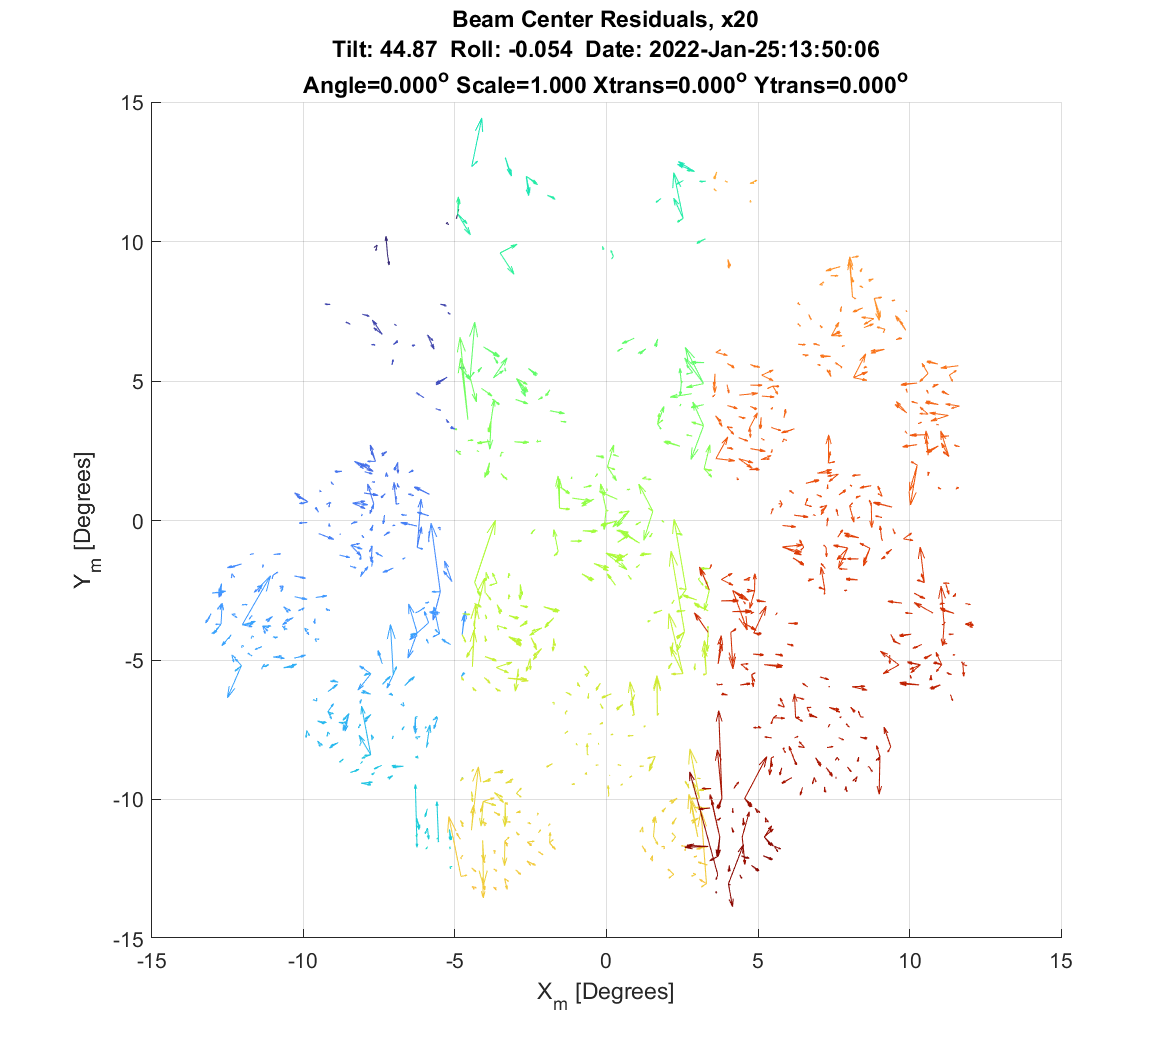 Beam Center Residuals, x20
Tilt: 44.87 Roll: -0.054 Date: 2022-Jan-25:13:50:06
Angle=0.000° Scale=1.000 Xtrans=0.000° Ytrans=0.000°
15
10
5
0
-5
-10
-15
Y_m [Degrees]
-15 -10 -5 0 5 10 15
X_m [Degrees]